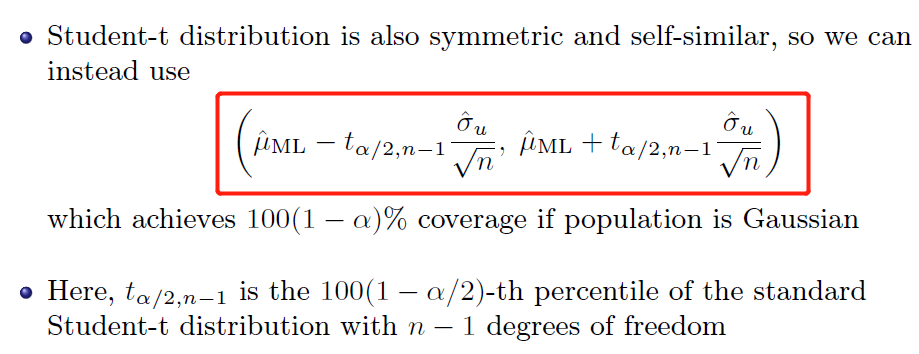 Student-t distribution is also symmetric and self-similar, so we can
instead use
$\left( \hat{\mu}_{\mathrm{ML}} - t_{\alpha/2,n-1} \frac{\hat{\sigma}_u}{\sqrt{n}},\ \hat{\mu}_{\mathrm{ML}} + t_{\alpha/2,n-1} \frac{\hat{\sigma}_u}{\sqrt{n}} \right)$
which achieves $100(1 - \alpha)\%$ coverage if population is Gaussian
Here, $t_{\alpha/2,n-1}$ is the $100(1 - \alpha/2)$-th percentile of the standard
Student-t distribution with $n - 1$ degrees of freedom